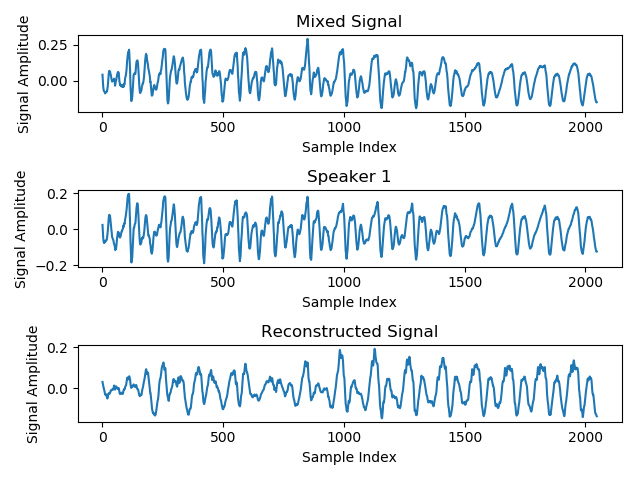 Mixed Signal
Signal Amplitude
0.25
0.00
0 500 1000 1500 2000
Sample Index
Speaker 1
Signal Amplitude
0.2
0.0
−0.2
0 500 1000 1500 2000
Sample Index
Reconstructed Signal
Signal Amplitude
0.2
0.0
0 500 1000 1500 2000
Sample Index